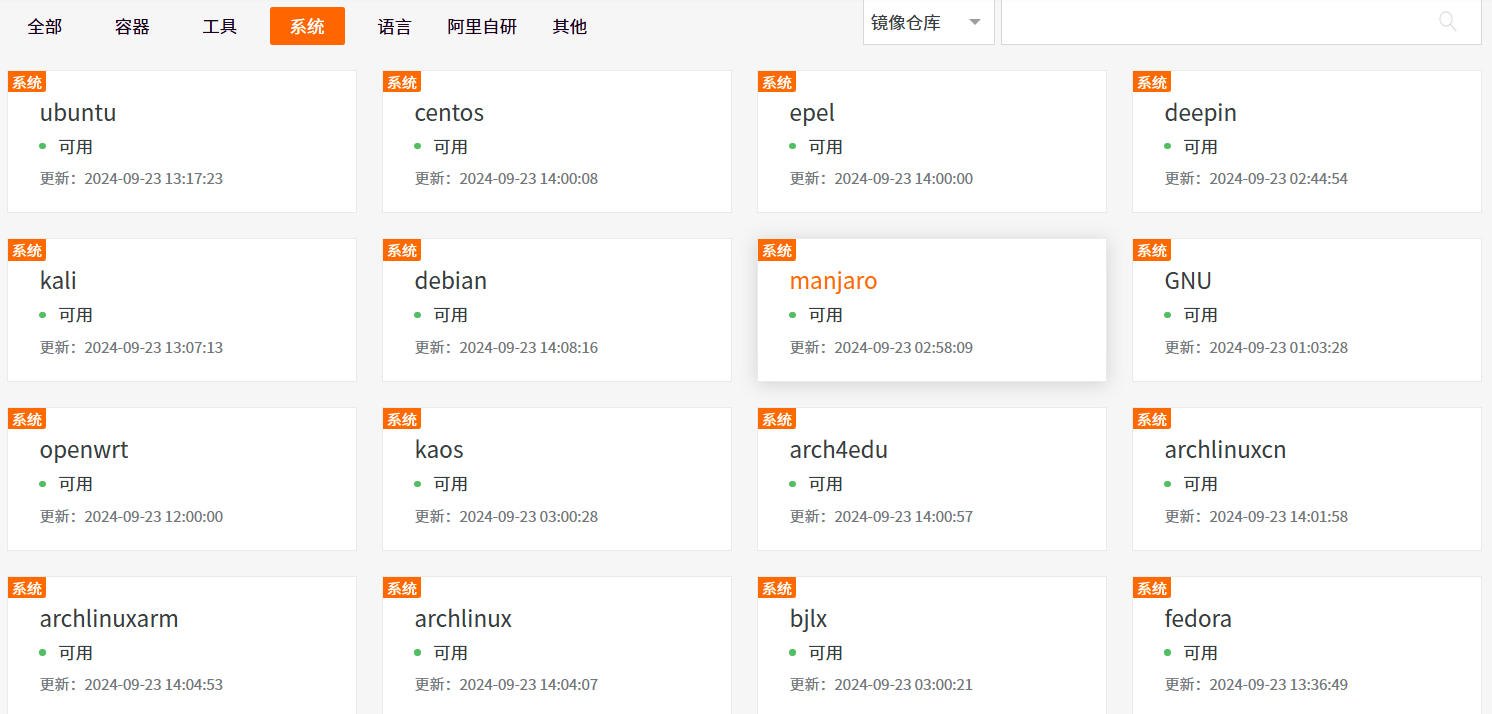 全部 容器 工具 系统 语言 阿里自研 其他 镜像仓库
系统 系统 系统 系统
ubuntu centos epel deepin
可用 可用 可用 可用
更新：2024-09-23 13:17:23 更新：2024-09-23 14:00:08 更新：2024-09-23 14:00:00 更新：2024-09-23 02:44:54
系统 系统 系统 系统
kali debian manjaro GNU
可用 可用 可用 可用
更新：2024-09-23 13:07:13 更新：2024-09-23 14:08:16 更新：2024-09-23 02:58:09 更新：2024-09-23 01:03:28
系统 系统 系统 系统
openwrt kaos arch4edu archlinuxcn
可用 可用 可用 可用
更新：2024-09-23 12:00:00 更新：2024-09-23 03:00:28 更新：2024-09-23 14:00:57 更新：2024-09-23 14:01:58
系统 系统 系统 系统
archlinuxarm archlinux bjlx fedora
可用 可用 可用 可用
更新：2024-09-23 14:04:53 更新：2024-09-23 14:04:07 更新：2024-09-23 03:00:21 更新：2024-09-23 13:36:49